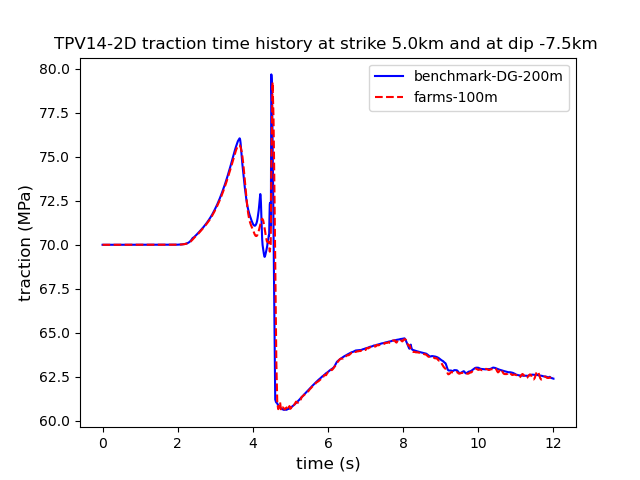 TPV14-2D traction time history at strike 5.0km and at dip -7.5km
benchmark-DG-200m
farms-100m
traction (MPa)
80.0
77.5
75.0
72.5
70.0
67.5
65.0
62.5
60.0
0 2 4 6 8 10 12
time (s)